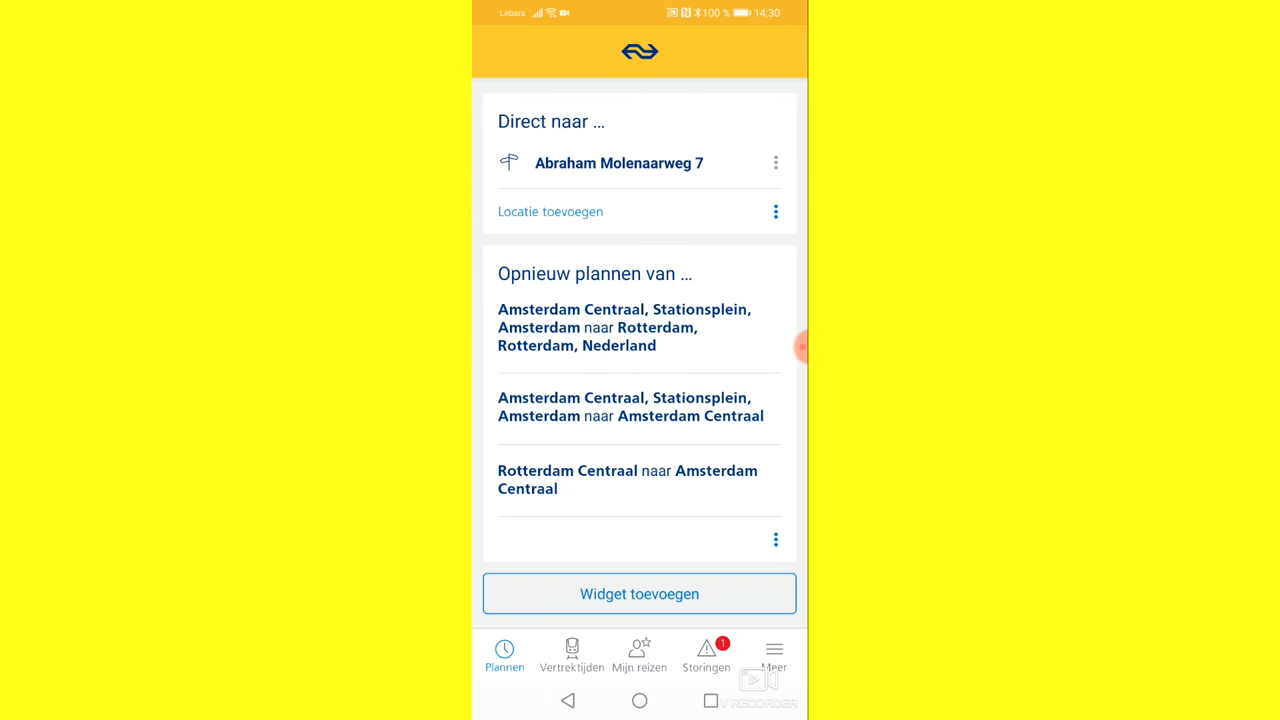 Lebara 100 % 14:30
Direct naar ...
Abraham Molenaarweg 7
Locatie toevoegen
Opnieuw plannen van ...
Amsterdam Centraal, Stationsplein,
Amsterdam naar Rotterdam,
Rotterdam, Nederland
Amsterdam Centraal, Stationsplein,
Amsterdam naar Amsterdam Centraal
Rotterdam Centraal naar Amsterdam
Centraal
Widget toevoegen
1
Plannen Vertrektijden Mijn reizen Storingen Meer
V RECORDER